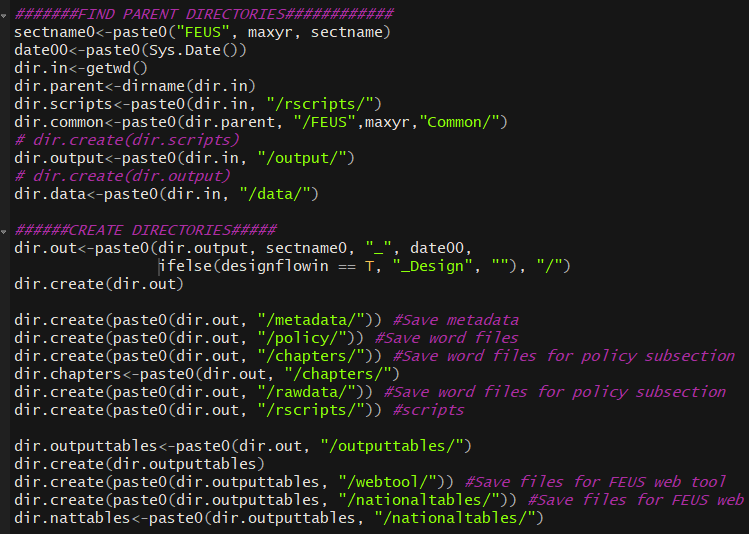 #######FIND PARENT DIRECTORIES############
sectname0<-paste0("FEUS", maxyr, sectname)
date00<-paste0(Sys.Date())
dir.in<-getwd()
dir.parent<-dirname(dir.in)
dir.scripts<-paste0(dir.in, "/rscripts/")
dir.common<-paste0(dir.parent, "/FEUS",maxyr,"Common/")
# dir.create(dir.scripts)
dir.output<-paste0(dir.in, "/output/")
# dir.create(dir.output)
dir.data<-paste0(dir.in, "/data/")
######CREATE DIRECTORIES#####
dir.out<-paste0(dir.output, sectname0, "_", date00,
ifelse(designflowin == T, "_Design", ""), "/")
dir.create(dir.out)
dir.create(paste0(dir.out, "/metadata/")) #Save metadata
dir.create(paste0(dir.out, "/policy/")) #Save word files
dir.create(paste0(dir.out, "/chapters/")) #Save word files for policy subsection
dir.chapters<-paste0(dir.out, "/chapters/")
dir.create(paste0(dir.out, "/rawdata/")) #Save word files for policy subsection
dir.create(paste0(dir.out, "/rscripts/")) #scripts
dir.outputtables<-paste0(dir.out, "/outputtables/")
dir.create(dir.outputtables)
dir.create(paste0(dir.outputtables, "/webtool/")) #Save files for FEUS web tool
dir.create(paste0(dir.outputtables, "/nationaltables/")) #Save files for FEUS web
dir.nattables<-paste0(dir.outputtables, "/nationaltables/")